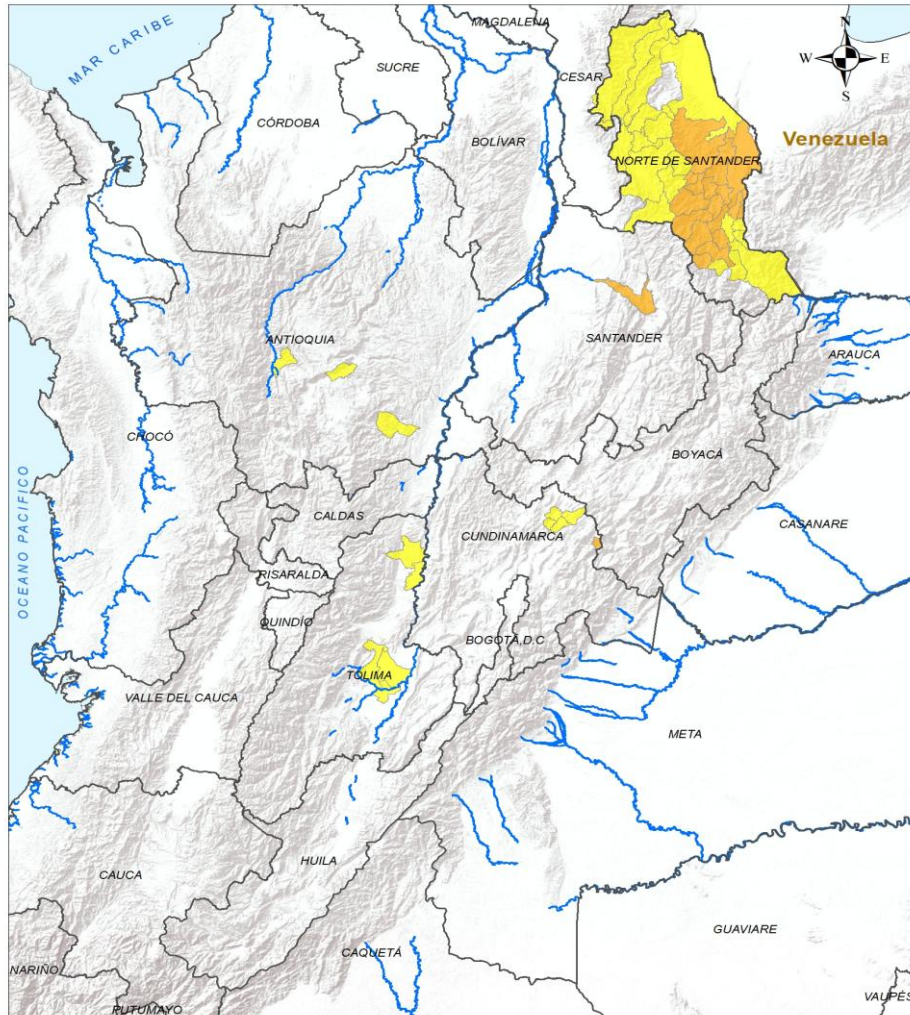 MAGDALENA
N
MAR CARIBE
W
E
SUCRE
CESAR
S
CÓRDOBA
BOLÍVAR
Venezuela
NORTE DE SANTANDER
ANTIOQUIA
SANTANDER
ARAUCA
CHOCÓ
BOYACÁ
OCEANO PACIFICO
CALDAS
CUNDINAMARCA
CASANARE
RISARALDA
QUINDÍO
BOGOTÁ,D.C
TOLIMA
VALLE DEL CAUCA
META
CAUCA
HUILA
GUAVIARE
CAQUETÁ
NARIÑO
PUTUMAYO
VAUPÉS